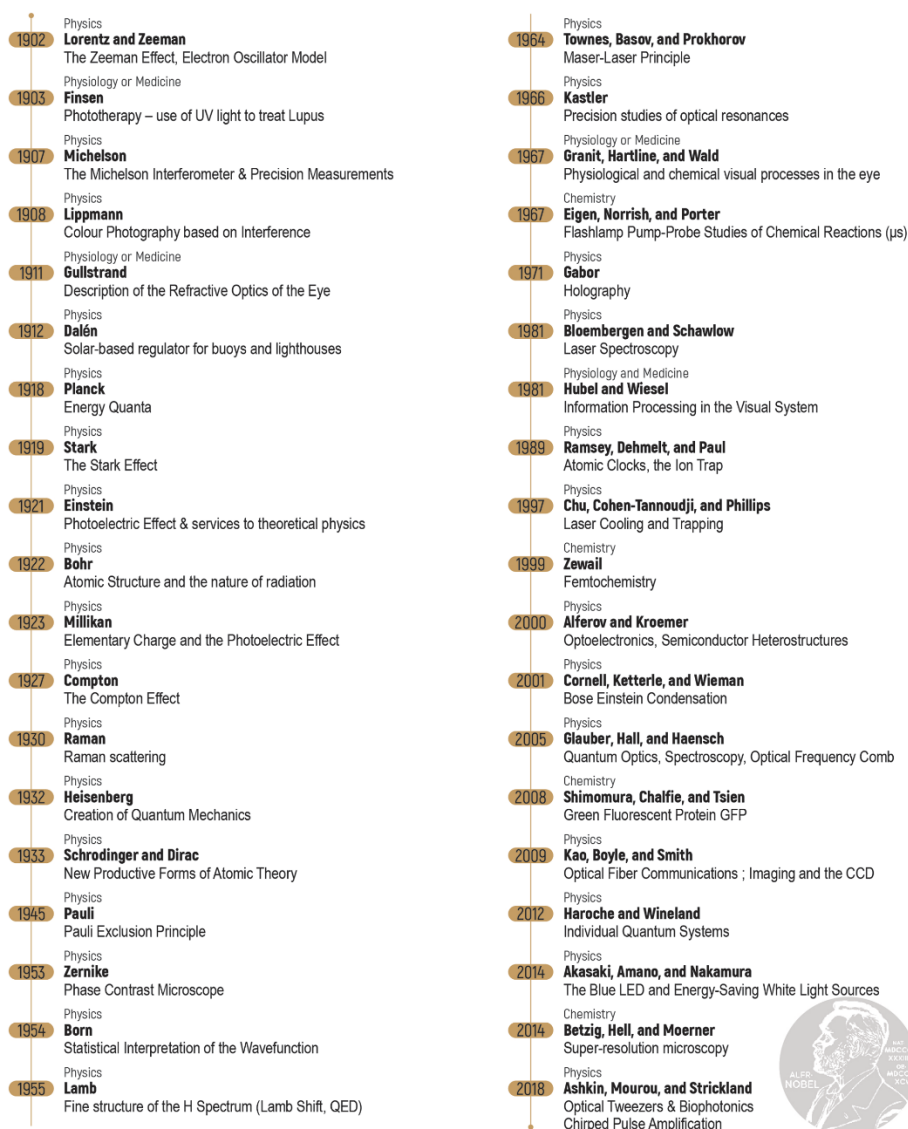 Physics
1902
Lorentz and Zeeman
The Zeeman Effect, Electron Oscillator Model
Physiology or Medicine
1903
Finsen
Phototherapy – use of UV light to treat Lupus
Physics
1907
Michelson
The Michelson Interferometer & Precision Measurements
Physics
1908
Lippmann
Colour Photography based on Interference
Physiology or Medicine
1911
Gullstrand
Description of the Refractive Optics of the Eye
Physics
1912
Dalén
Solar-based regulator for buoys and lighthouses
Physics
1918
Planck
Energy Quanta
Physics
1919
Stark
The Stark Effect
Physics
1921
Einstein
Photoelectric Effect & services to theoretical physics
Physics
1922
Bohr
Atomic Structure and the nature of radiation
Physics
1923
Millikan
Elementary Charge and the Photoelectric Effect
Physics
1927
Compton
The Compton Effect
Physics
1930
Raman
Raman scattering
Physics
1932
Heisenberg
Creation of Quantum Mechanics
Physics
1933
Schrodinger and Dirac
New Productive Forms of Atomic Theory
Physics
1945
Pauli
Pauli Exclusion Principle
Physics
1953
Zernike
Phase Contrast Microscope
Physics
1954
Born
Statistical Interpretation of the Wavefunction
Physics
1955
Lamb
Fine structure of the H Spectrum (Lamb Shift, QED)
Physics
1964
Townes, Basov, and Prokhorov
Maser-Laser Principle
Physics
1966
Kastler
Precision studies of optical resonances
Physiology or Medicine
1967
Granit, Hartline, and Wald
Physiological and chemical visual processes in the eye
Chemistry
1967
Eigen, Norrish, and Porter
Flashlamp Pump-Probe Studies of Chemical Reactions (µs)
Physics
1971
Gabor
Holography
Physics
1981
Bloembergen and Schawlow
Laser Spectroscopy
Physiology and Medicine
1981
Hubel and Wiesel
Information Processing in the Visual System
Physics
1989
Ramsey, Dehmelt, and Paul
Atomic Clocks, the Ion Trap
Physics
1997
Chu, Cohen-Tannoudji, and Phillips
Laser Cooling and Trapping
Chemistry
1999
Zewail
Femtochemistry
Physics
2000
Alferov and Kroemer
Optoelectronics, Semiconductor Heterostructures
Physics
2001
Cornell, Ketterle, and Wieman
Bose Einstein Condensation
Physics
2005
Glauber, Hall, and Haensch
Quantum Optics, Spectroscopy, Optical Frequency Comb
Chemistry
2008
Shimomura, Chalfie, and Tsien
Green Fluorescent Protein GFP
Physics
2009
Kao, Boyle, and Smith
Optical Fiber Communications ; Imaging and the CCD
Physics
2012
Haroche and Wineland
Individual Quantum Systems
Physics
2014
Akasaki, Amano, and Nakamura
The Blue LED and Energy-Saving White Light Sources
Chemistry
2014
Betzig, Hell, and Moerner
Super-resolution microscopy
Physics
2018
Ashkin, Mourou, and Strickland
Optical Tweezers & Biophotonics
Chirped Pulse Amplification
ALFR·
NOBEL